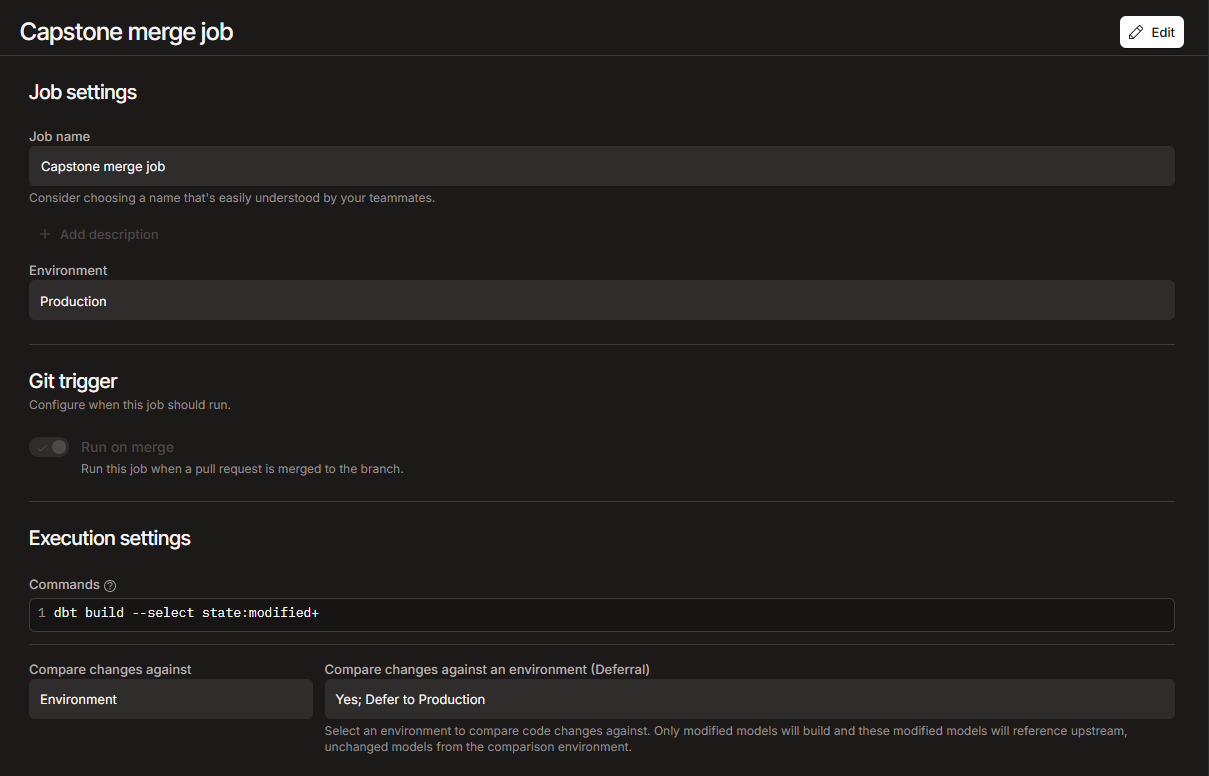 Capstone merge job
Edit
Job settings
Job name
Capstone merge job
Consider choosing a name that's easily understood by your teammates.
+ Add description
Environment
Production
Git trigger
Configure when this job should run.
Run on merge
Run this job when a pull request is merged to the branch.
Execution settings
Commands ?
1 dbt build --select state:modified+
Compare changes against
Environment
Compare changes against an environment (Deferral)
Yes; Defer to Production
Select an environment to compare code changes against. Only modified models will build and these modified models will reference upstream,
unchanged models from the comparison environment.